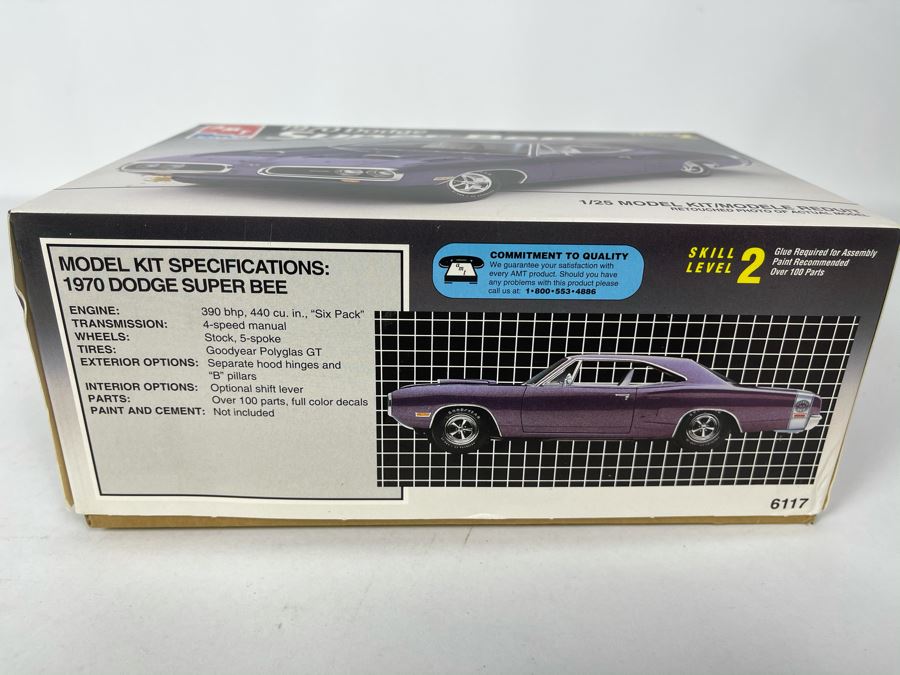 1970 Dodge
Super Bee
1/25 MODEL KIT/MODELE REDUIT
RETOUCHED PHOTO OF ACTUAL MODEL
MODEL KIT SPECIFICATIONS:
1970 DODGE SUPER BEE
ENGINE: 390 bhp, 440 cu. in., “Six Pack”
TRANSMISSION: 4-speed manual
WHEELS: Stock, 5-spoke
TIRES: Goodyear Polyglas GT
EXTERIOR OPTIONS: Separate hood hinges and
“B” pillars
INTERIOR OPTIONS: Optional shift lever
PARTS: Over 100 parts, full color decals
PAINT AND CEMENT: Not included
COMMITMENT TO QUALITY
We guarantee your satisfaction with
every AMT product. Should you have
any problems with this product please
call us at: 1•800•553•4886
SKILL
LEVEL 2
Glue Required for Assembly
Paint Recommended
Over 100 Parts
GOODYEAR
6117